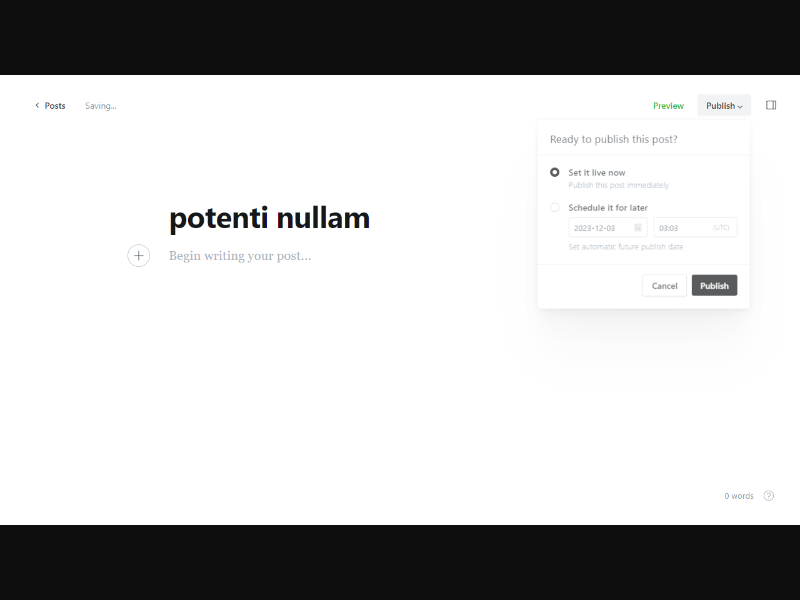 Posts
Saving...
Preview
Publish
Ready to publish this post?
Set it live now
Publish this post immediately
Schedule it for later
2023-12-03
03:03
(UTC)
Set automatic future publish date
Cancel
Publish
potenti nullam
Begin writing your post...
0 words
?